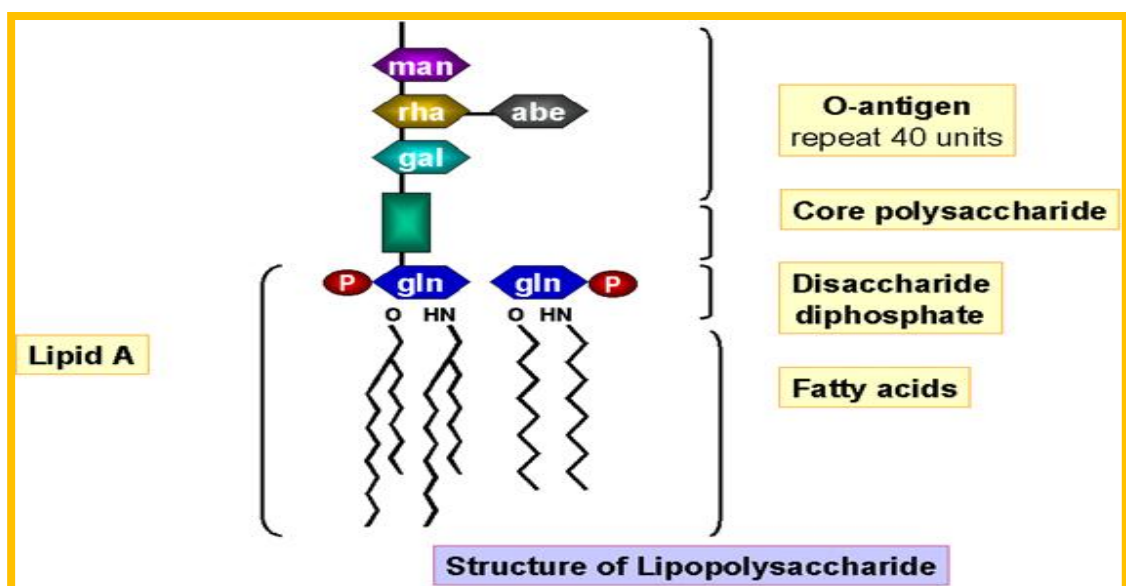 man
rha
abe
gal
O-antigen
repeat 40 units
Core polysaccharide
P
gln
gln
P
O HN
O HN
Disaccharide
diphosphate
Lipid A
Fatty acids
Structure of Lipopolysaccharide